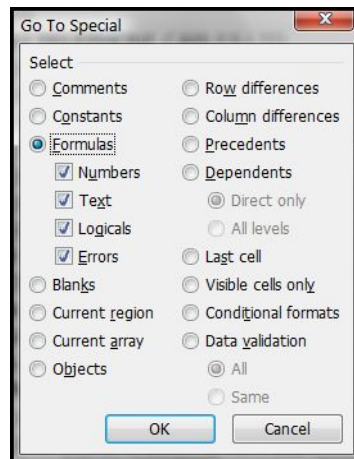 Go To Special
Select
Comments
Constants
Formulas
Numbers
Text
Logicals
Errors
Blanks
Current region
Current array
Objects
Row differences
Column differences
Precedents
Dependents
Direct only
All levels
Last cell
Visible cells only
Conditional formats
Data validation
All
Same
OK
Cancel